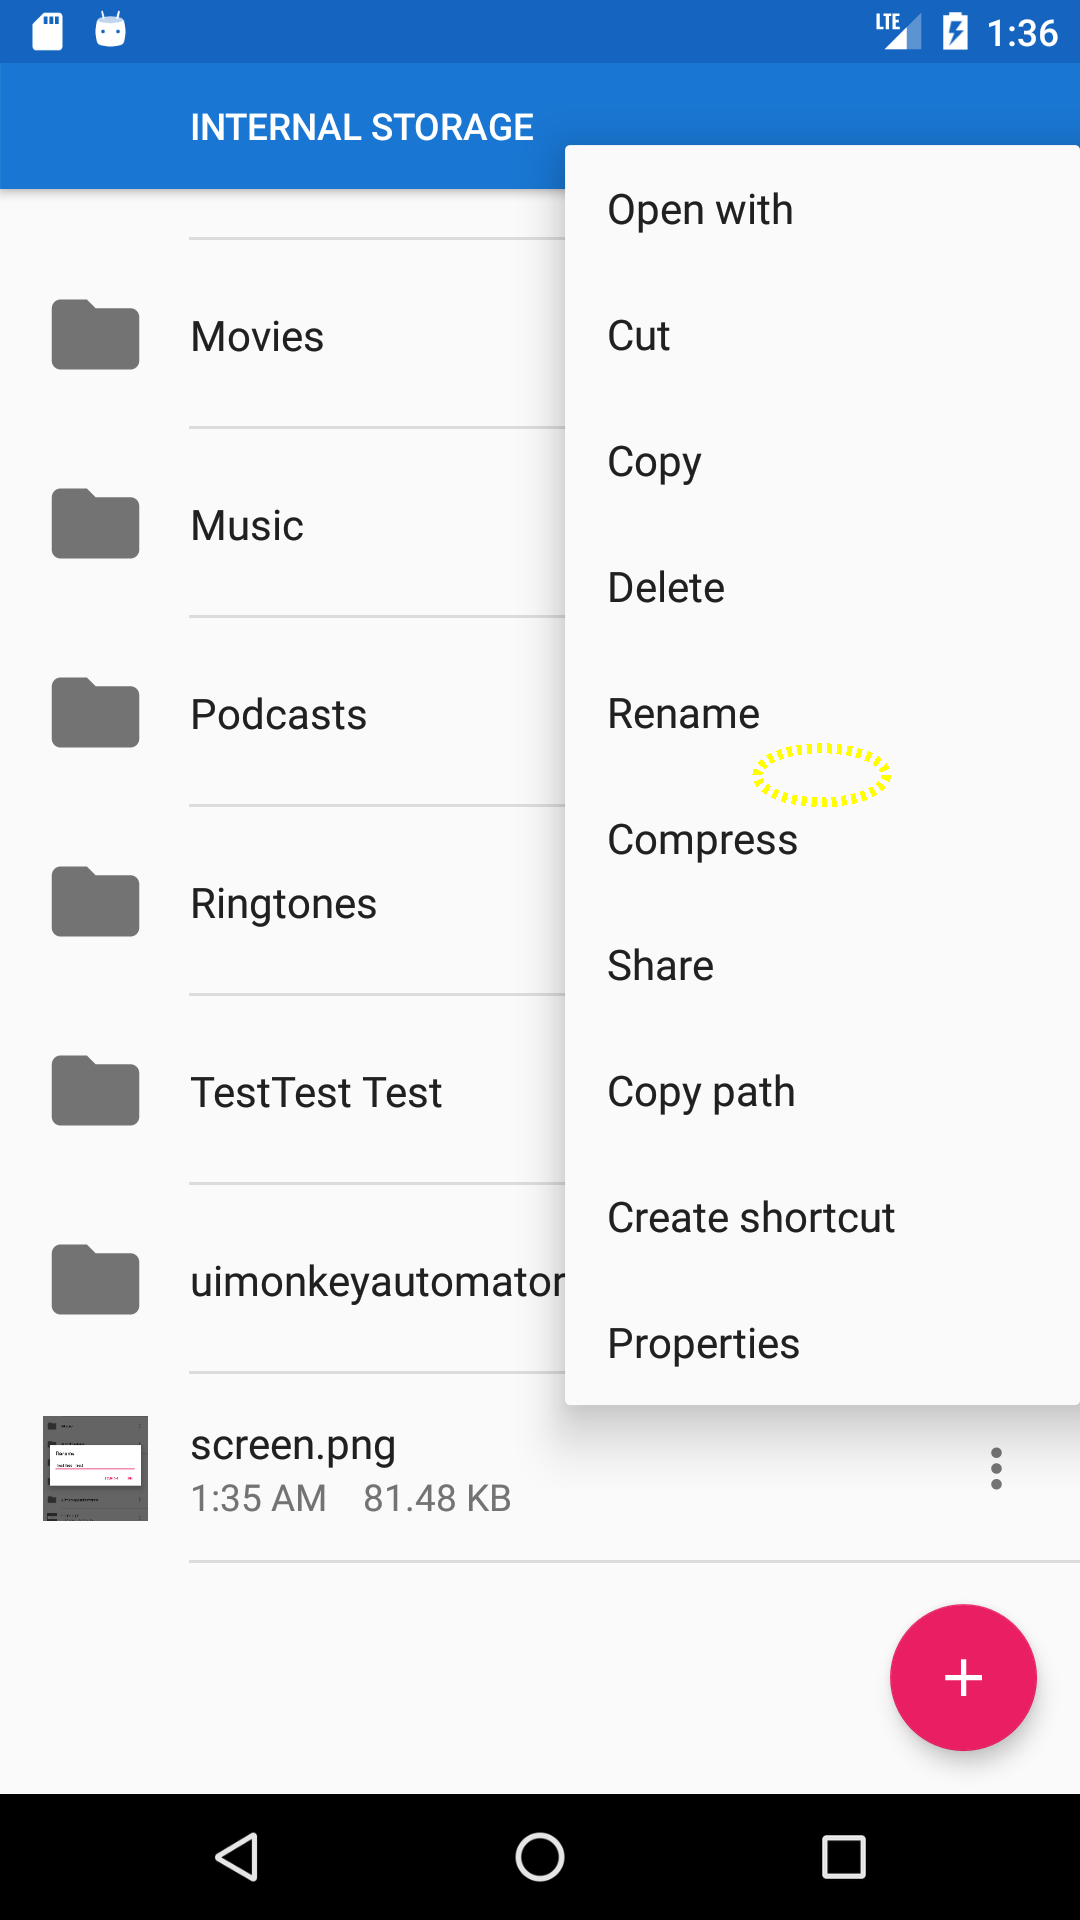 LTE 1:36
INTERNAL STORAGE
Open with
Movies
Cut
Copy
Music
Delete
Podcasts
Rename
Compress
Ringtones
Share
TestTest Test
Copy path
Create shortcut
uimonkeyautomator
Properties
screen.png
1:35 AM 81.48 KB